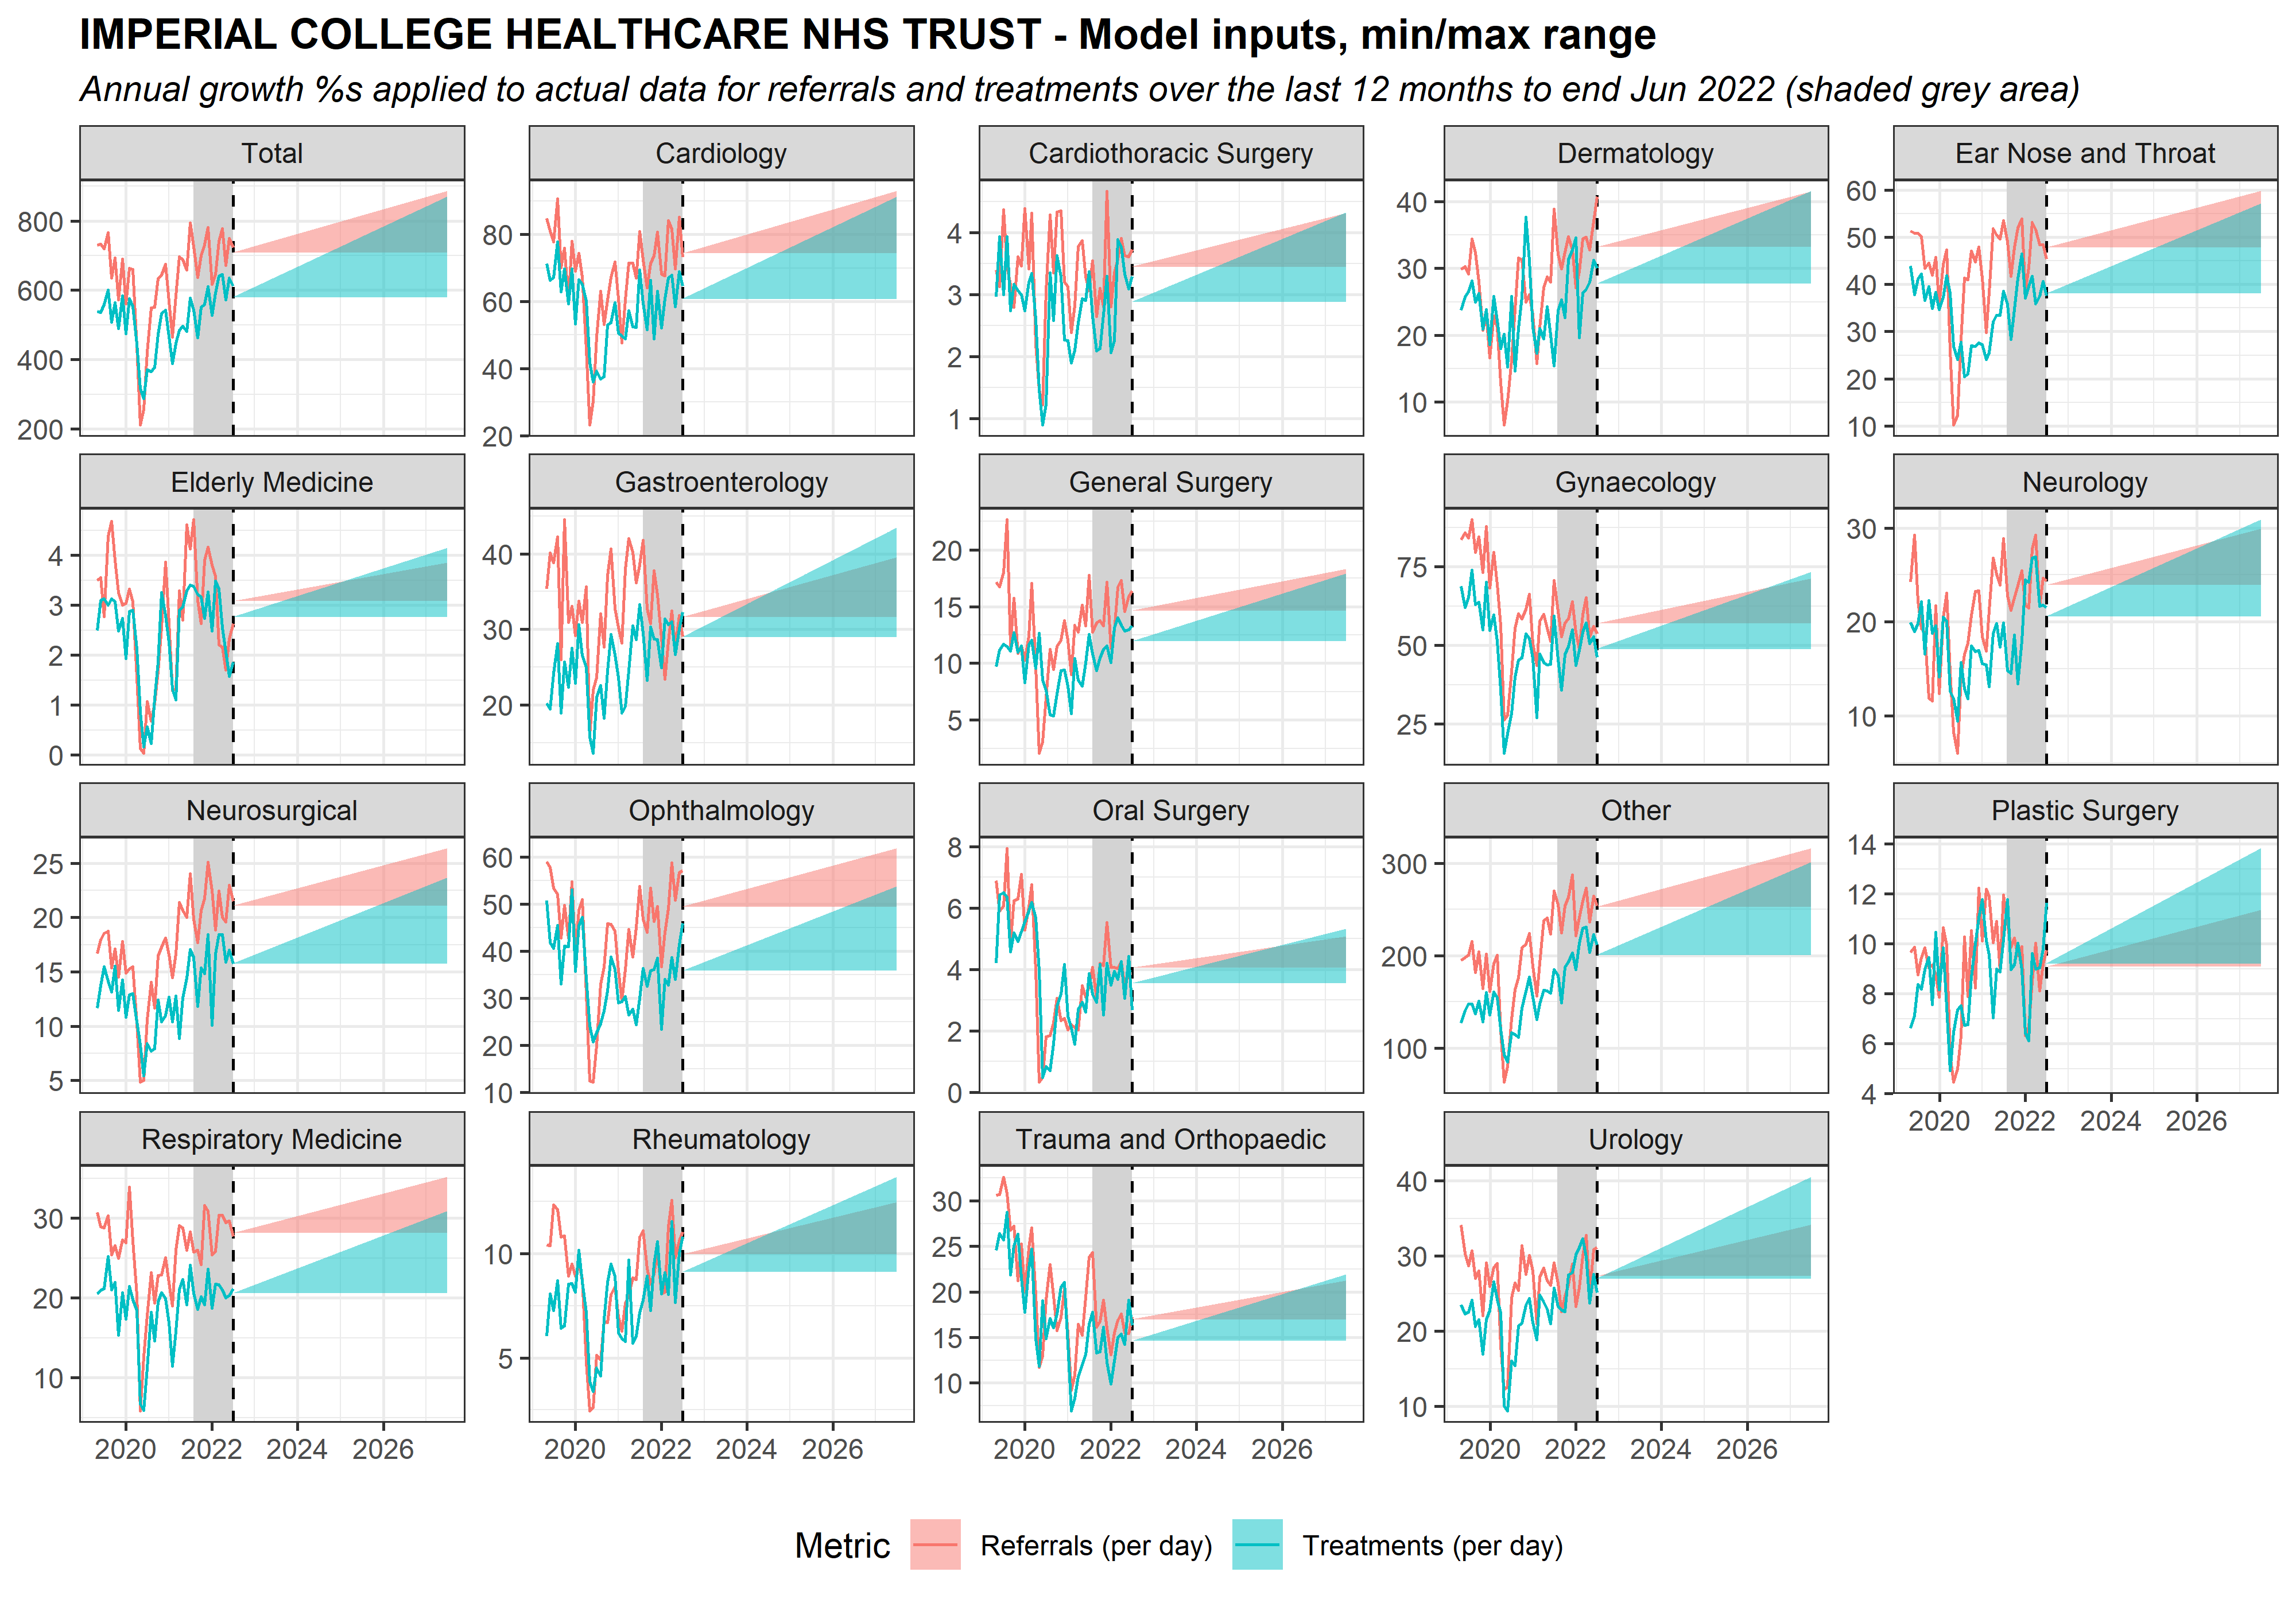 IMPERIAL COLLEGE HEALTHCARE NHS TRUST - Model inputs, min/max range
Annual growth %s applied to actual data for referrals and treatments over the last 12 months to end Jun 2022 (shaded grey area)
Total
Cardiology
Cardiothoracic Surgery
Dermatology
Ear Nose and Throat
800
600
400
200
80
60
40
20
4
3
2
1
40
30
20
10
60
50
40
30
20
10
Elderly Medicine
Gastroenterology
General Surgery
Gynaecology
Neurology
4
3
2
1
0
40
30
20
20
15
10
5
75
50
25
30
20
10
Neurosurgical
Ophthalmology
Oral Surgery
Other
Plastic Surgery
25
20
15
10
5
60
50
40
30
20
10
8
6
4
2
0
300
200
100
14
12
10
8
6
4
2020 2022 2024 2026
Respiratory Medicine
Rheumatology
Trauma and Orthopaedic
Urology
30
20
10
10
5
30
25
20
15
10
40
30
20
10
2020 2022 2024 2026
2020 2022 2024 2026
2020 2022 2024 2026
2020 2022 2024 2026
Metric Referrals (per day) Treatments (per day)